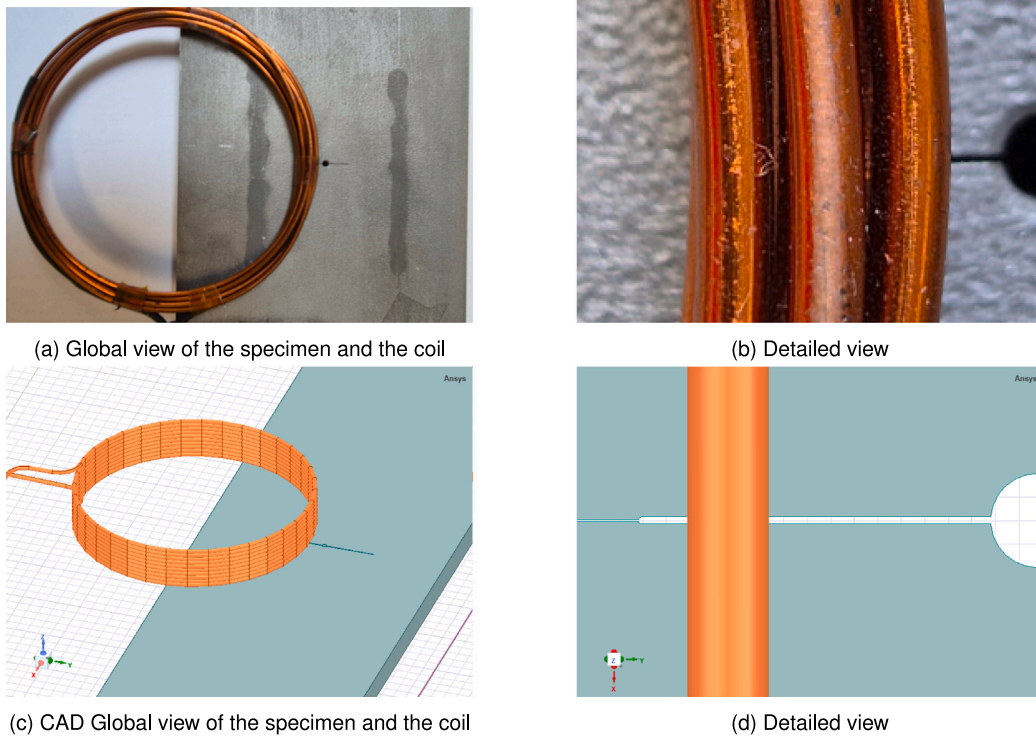 (a) Global view of the specimen and the coil
(b) Detailed view
Ansys
Ansys
Z
Y
X
Z
Y
X
(c) CAD Global view of the specimen and the coil
(d) Detailed view